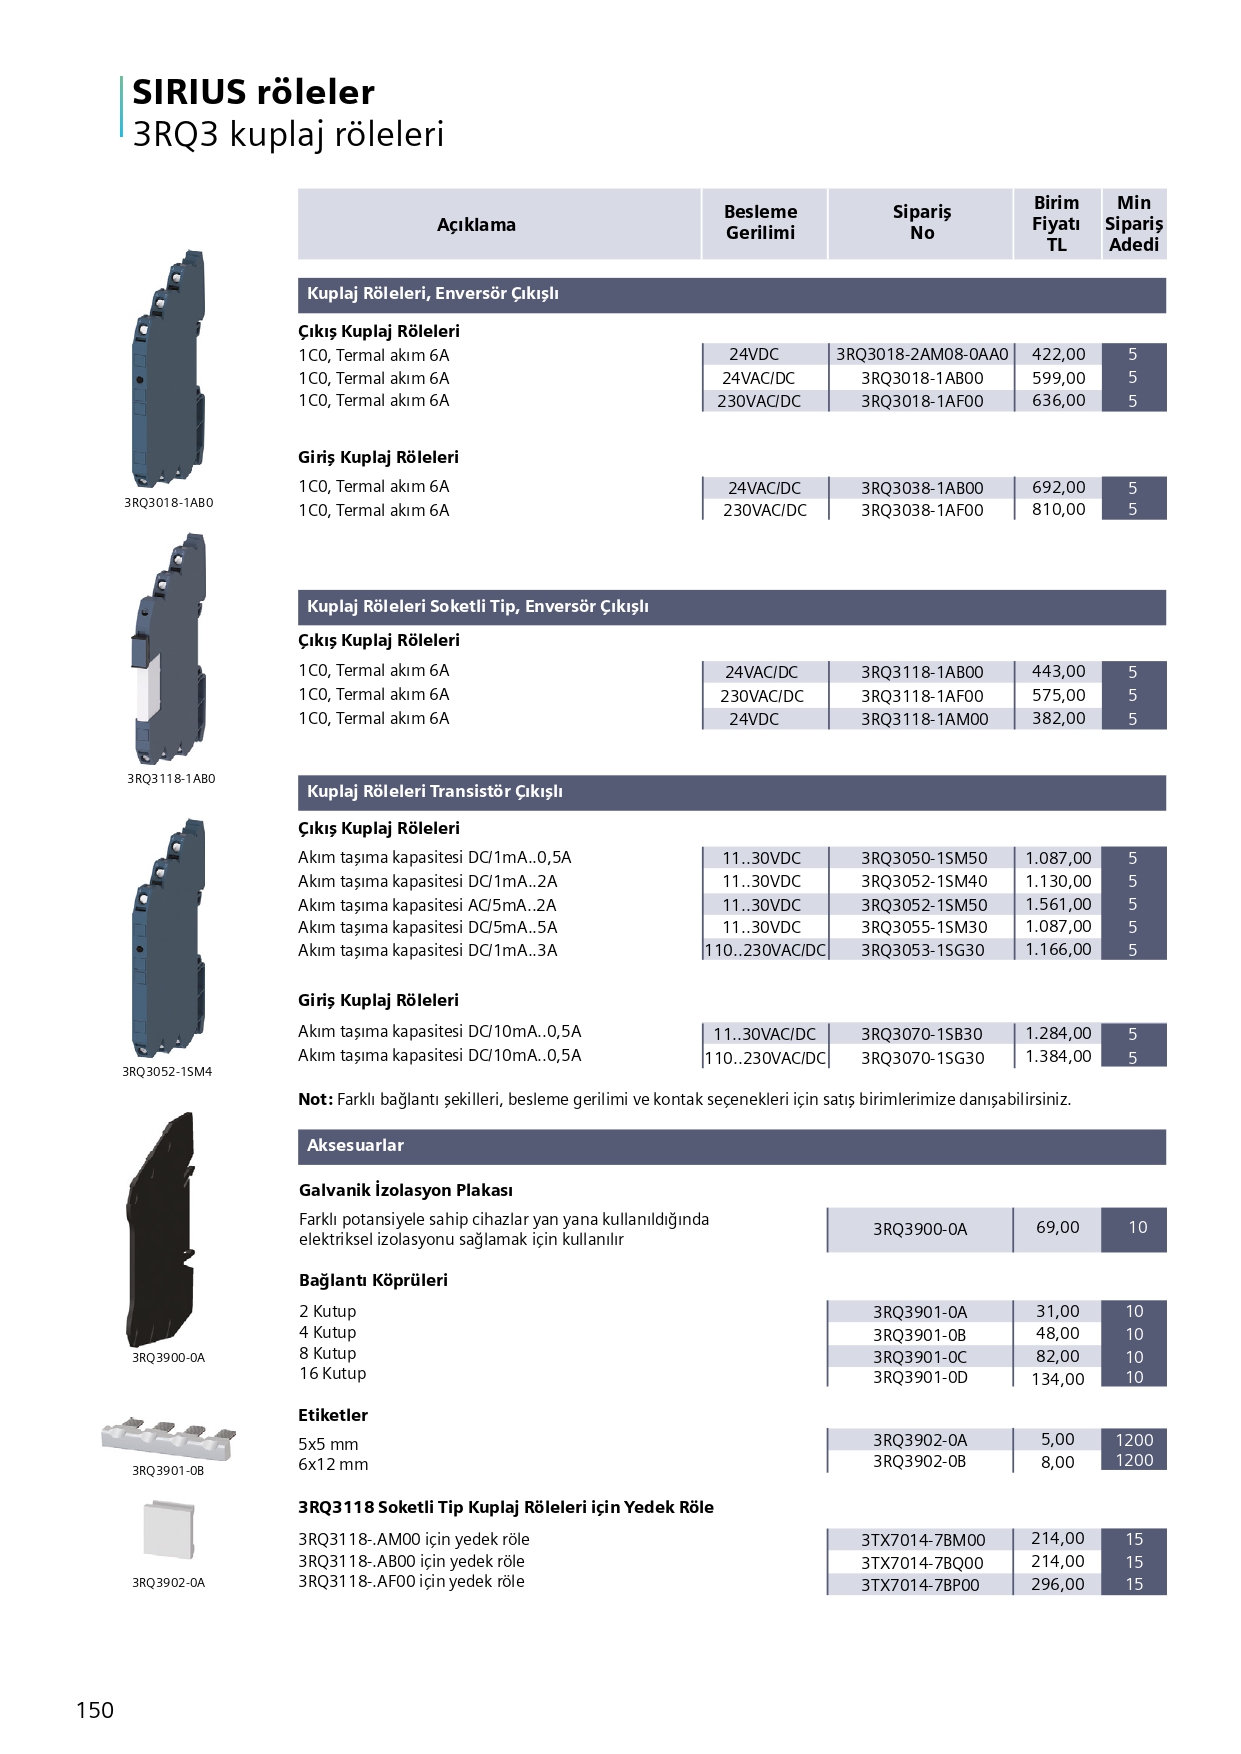 SIRIUS röleler
3RQ3 kuplaj röleleri
Açıklama Besleme Gerilimi Sipariş No Birim Fiyatı TL Min Sipariş Adedi
Kuplaj Röleleri, Enversör Çıkışlı
Çıkış Kuplaj Röleleri
1C0, Termal akım 6A 24VDC 3RQ3018-2AM08-0AA0 422,00 5
1C0, Termal akım 6A 24VAC/DC 3RQ3018-1AB00 599,00 5
1C0, Termal akım 6A 230VAC/DC 3RQ3018-1AF00 636,00 5
Giriş Kuplaj Röleleri
1C0, Termal akım 6A 24VAC/DC 3RQ3038-1AB00 692,00 5
1C0, Termal akım 6A 230VAC/DC 3RQ3038-1AF00 810,00 5
3RQ3018-1AB0
Kuplaj Röleleri Soketli Tip, Enversör Çıkışlı
Çıkış Kuplaj Röleleri
1C0, Termal akım 6A 24VAC/DC 3RQ3118-1AB00 443,00 5
1C0, Termal akım 6A 230VAC/DC 3RQ3118-1AF00 575,00 5
1C0, Termal akım 6A 24VDC 3RQ3118-1AM00 382,00 5
3RQ3118-1AB0
Kuplaj Röleleri Transistör Çıkışlı
Çıkış Kuplaj Röleleri
Akım taşıma kapasitesi DC/1mA..0,5A 11..30VDC 3RQ3050-1SM50 1.087,00 5
Akım taşıma kapasitesi DC/1mA..2A 11..30VDC 3RQ3052-1SM40 1.130,00 5
Akım taşıma kapasitesi AC/5mA..2A 11..30VDC 3RQ3052-1SM50 1.561,00 5
Akım taşıma kapasitesi DC/5mA..5A 11..30VDC 3RQ3055-1SM30 1.087,00 5
Akım taşıma kapasitesi DC/1mA..3A 110..230VAC/DC 3RQ3053-1SG30 1.166,00 5
Giriş Kuplaj Röleleri
Akım taşıma kapasitesi DC/10mA..0,5A 11..30VAC/DC 3RQ3070-1SB30 1.284,00 5
Akım taşıma kapasitesi DC/10mA..0,5A 110..230VAC/DC 3RQ3070-1SG30 1.384,00 5
3RQ3052-1SM4
Not: Farklı bağlantı şekilleri, besleme gerilimi ve kontak seçenekleri için satış birimlerimize danışabilirsiniz.
Aksesuarlar
Galvanik İzolasyon Plakası
Farklı potansiyele sahip cihazlar yan yana kullanıldığında
elektriksel izolasyonu sağlamak için kullanılır 3RQ3900-0A 69,00 10
Bağlantı Köprüleri
2 Kutup 3RQ3901-0A 31,00 10
4 Kutup 3RQ3901-0B 48,00 10
8 Kutup 3RQ3901-0C 82,00 10
16 Kutup 3RQ3901-0D 134,00 10
3RQ3900-0A
Etiketler
5x5 mm 3RQ3902-0A 5,00 1200
6x12 mm 3RQ3902-0B 8,00 1200
3RQ3901-0B
3RQ3118 Soketli Tip Kuplaj Röleleri için Yedek Röle
3RQ3118-.AM00 için yedek röle 3TX7014-7BM00 214,00 15
3RQ3118-.AB00 için yedek röle 3TX7014-7BQ00 214,00 15
3RQ3118-.AF00 için yedek röle 3TX7014-7BP00 296,00 15
3RQ3902-0A
150